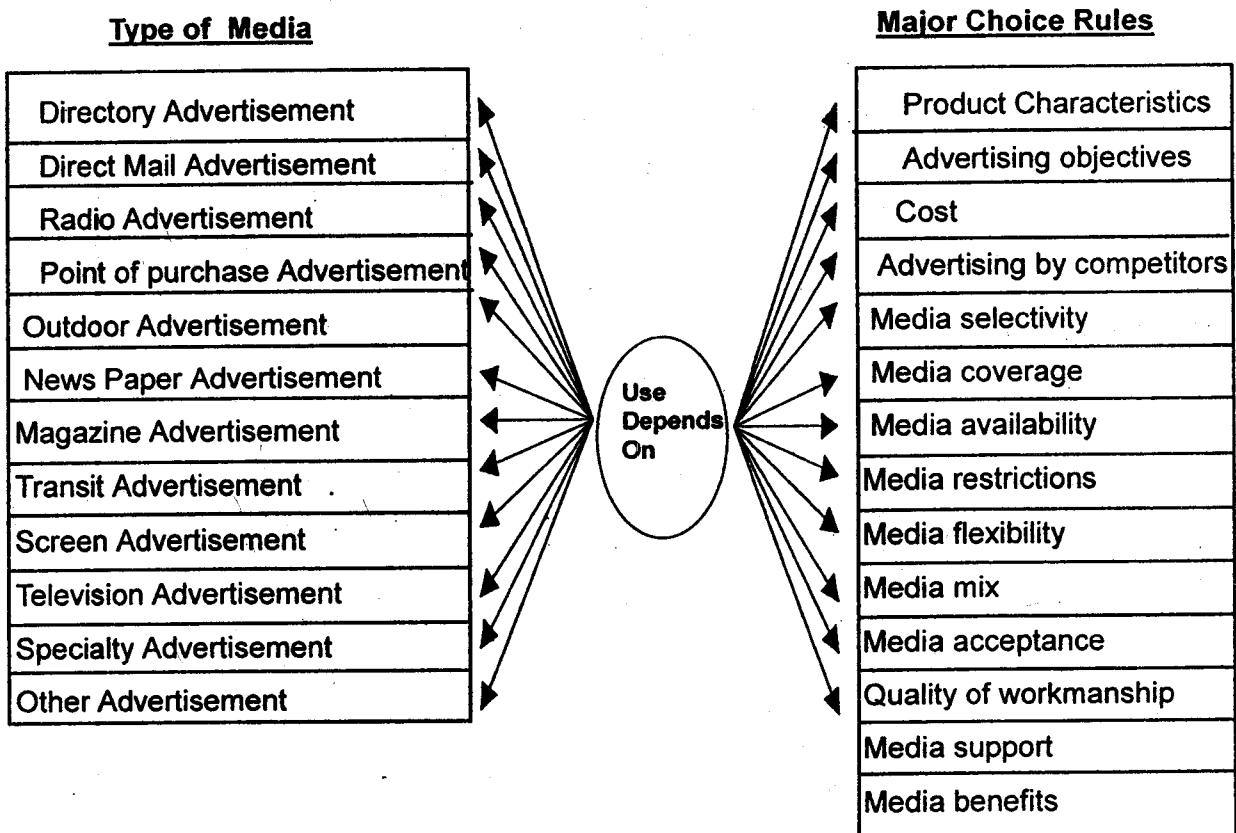 Type of Media
Directory Advertisement
Direct Mail Advertisement
Radio Advertisement
Point of purchase Advertisement
Outdoor Advertisement
News Paper Advertisement
Magazine Advertisement
Transit Advertisement
Screen Advertisement
Television Advertisement
Specialty Advertisement
Other Advertisement
Use
Depends
On
Major Choice Rules
Product Characteristics
Advertising objectives
Cost
Advertising by competitors
Media selectivity
Media coverage
Media availability
Media restrictions
Media flexibility
Media mix
Media acceptance
Quality of workmanship
Media support
Media benefits